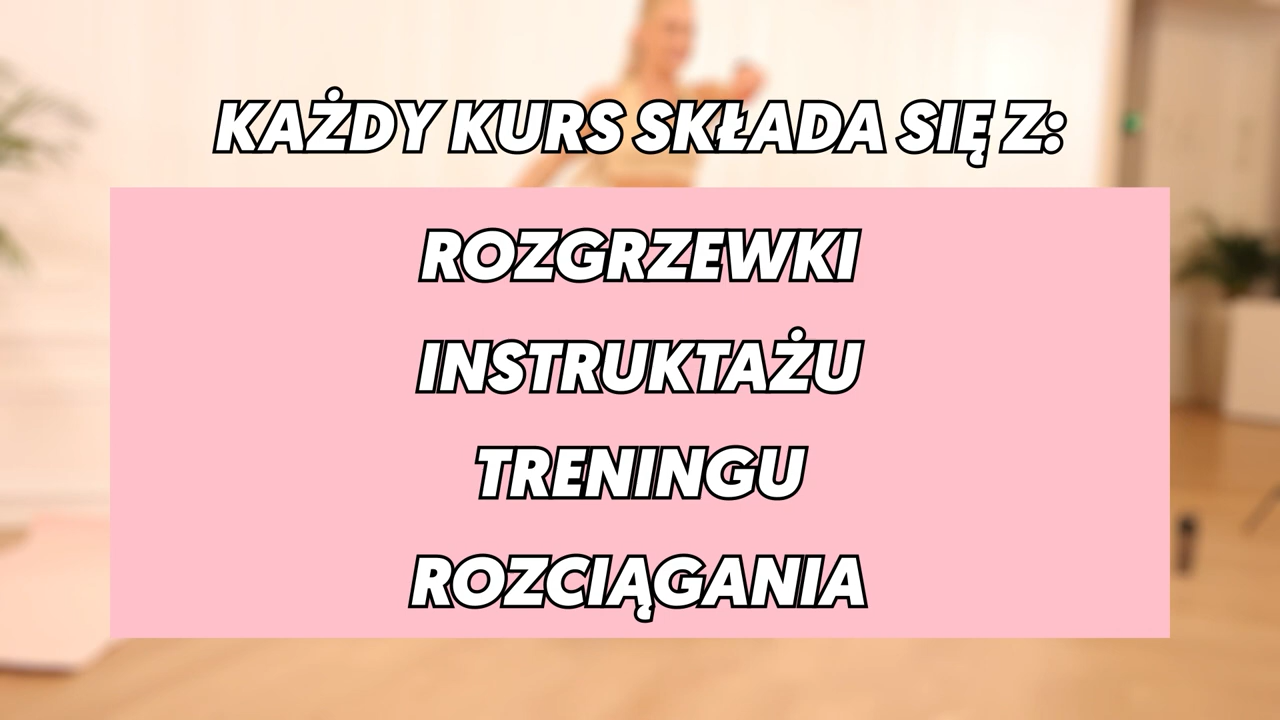 KAŻDY KURS SKŁADA SIĘ Z:
ROZGRZEWKI
INSTRUKTAŻU
TRENINGU
ROZCIĄGANIA